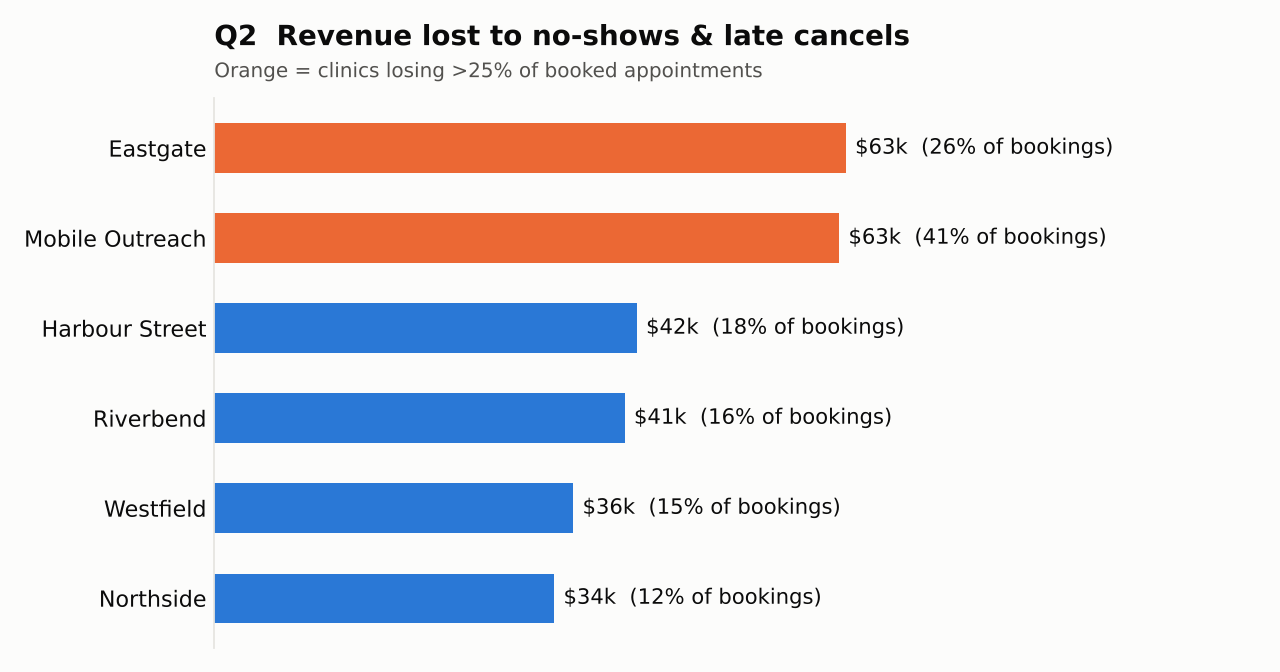 Q2  Revenue lost to no-shows & late cancels
Orange = clinics losing >25% of booked appointments
Eastgate $63k  (26% of bookings)
Mobile Outreach $63k  (41% of bookings)
Harbour Street $42k  (18% of bookings)
Riverbend $41k  (16% of bookings)
Westfield $36k  (15% of bookings)
Northside $34k  (12% of bookings)